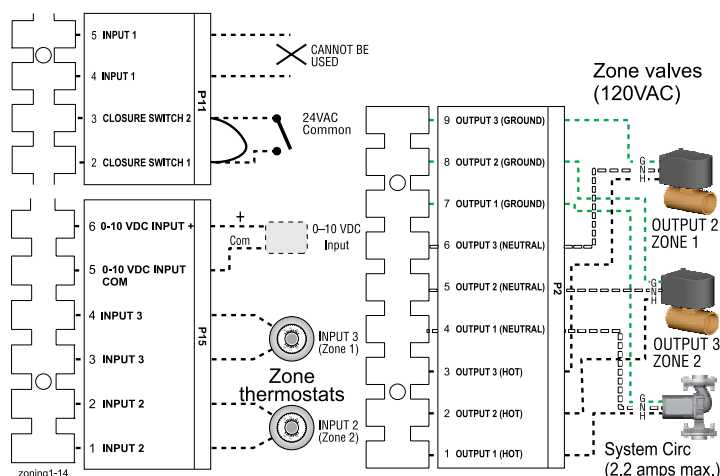 5 INPUT 1
4 INPUT 1
3 CLOSURE SWITCH 2
2 CLOSURE SWITCH 1
P11
CANNOT BE
USED
24VAC
Common
6 0-10 VDC INPUT +
5 0-10 VDC INPUT
COM
4 INPUT 3
3 INPUT 3
2 INPUT 2
1 INPUT 2
P15
+
Com
0–10 VDC
Input
INPUT 3
(Zone 1)
Zone
thermostats
INPUT 2
(Zone 2)
zoning1-14
9 OUTPUT 3 (GROUND)
8 OUTPUT 2 (GROUND)
7 OUTPUT 1 (GROUND)
6 OUTPUT 3 (NEUTRAL)
5 OUTPUT 2 (NEUTRAL)
4 OUTPUT 1 (NEUTRAL)
3 OUTPUT 3 (HOT)
2 OUTPUT 2 (HOT)
1 OUTPUT 1 (HOT)
P2
Zone valves
(120VAC)
G
N
H
OUTPUT 2
ZONE 1
G
N
H
OUTPUT 3
ZONE 2
G
N
H
System Circ
(2.2 amps max.)